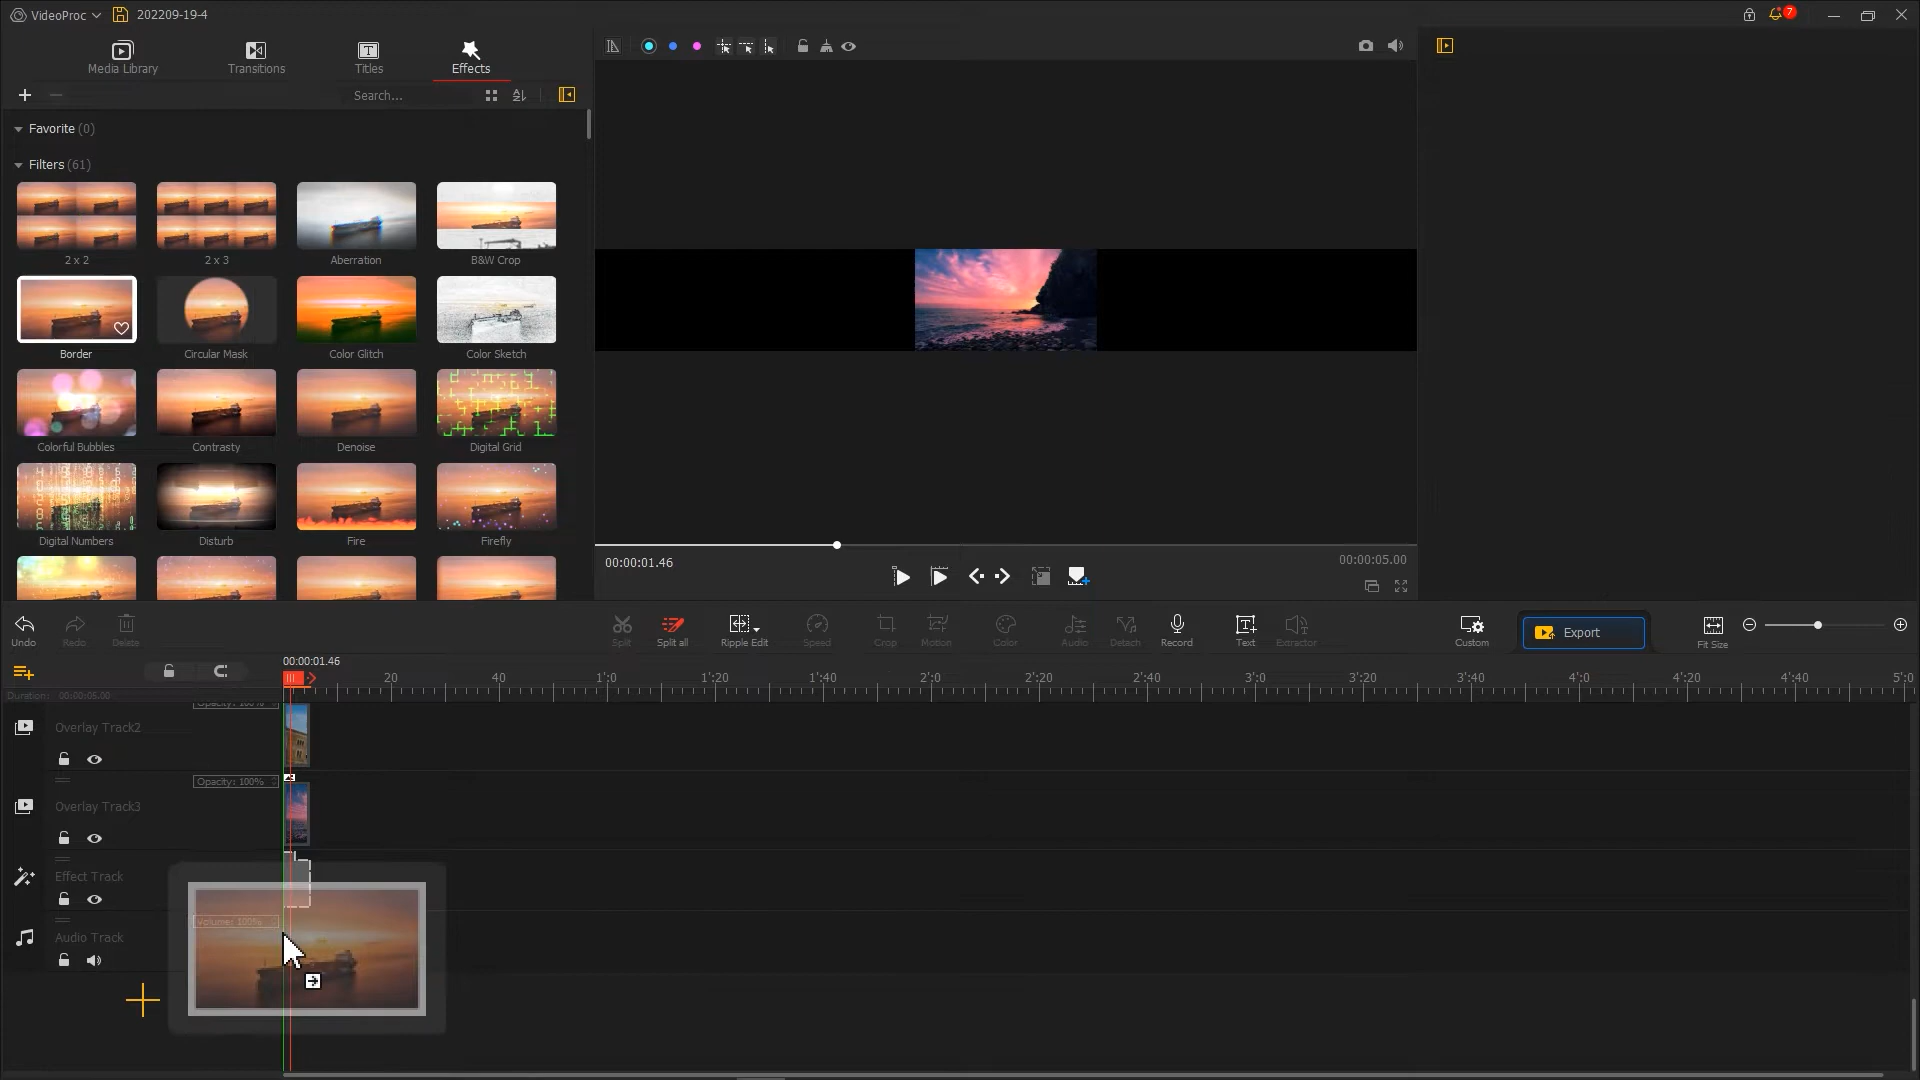 VideoProc
202209-19-4
7
Media Library
Transitions
Titles
Effects
Search...
Favorite (0)
Filters (61)
2 x 2
2 x 3
Aberration
B&W Crop
Border
Circular Mask
Color Glitch
Color Sketch
Colorful Bubbles
Contrasty
Denoise
Digital Grid
Digital Numbers
Disturb
Fire
Firefly
00:00:01.46
00:00:05.00
Undo
Redo
Delete
Split
Split all
Ripple Edit
Speed
Crop
Motion
Color
Audio
Detach
Record
Text
Extractor
Custom
Export
Fit Size
00:00:01.46
20
40
1':0
1':20
1':40
2':0
2':20
2':40
3':0
3':20
3':40
4':0
4':20
4':40
5':0
Duration: 00:00:05.00
Opacity: 100%
Overlay Track2
Opacity: 100%
Overlay Track3
Effect Track
Volume: 100%
Audio Track